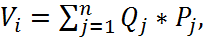 V_i = \sum_{j=1}^{n} Q_j * P_j,